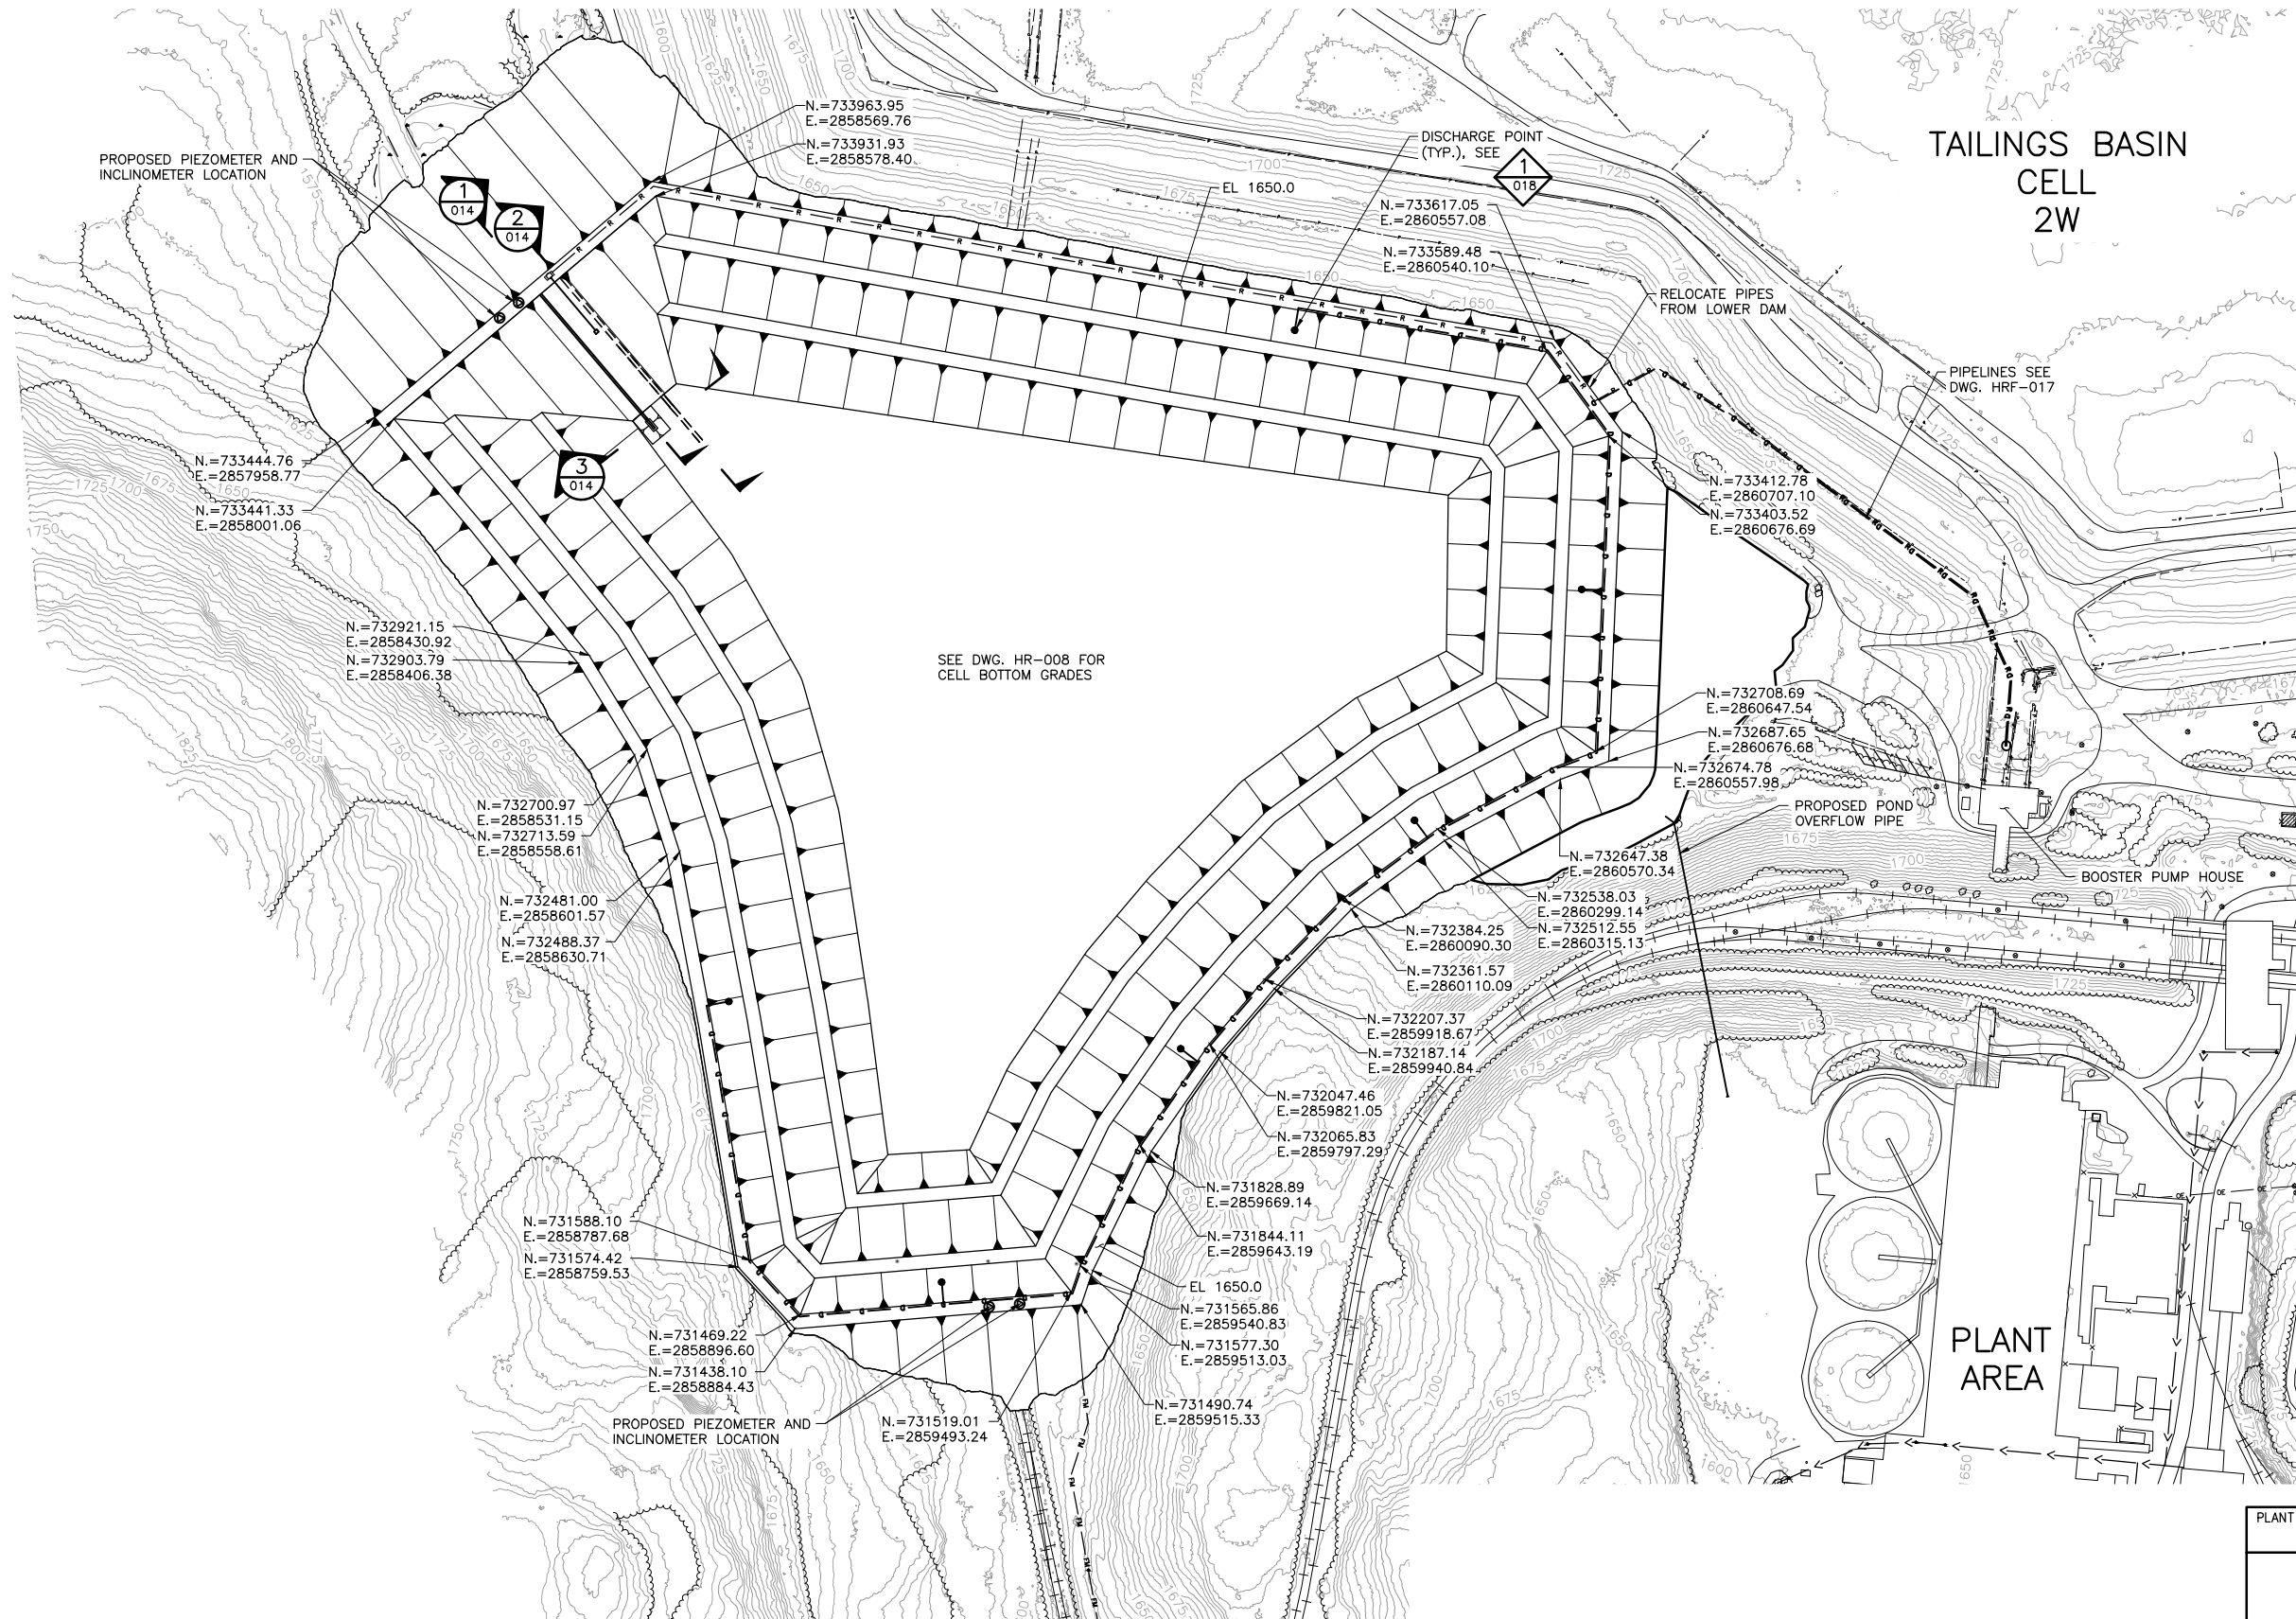 TAILINGS BASIN
CELL
2W
N.=733963.95
E.=2858569.76
N.=733931.93
E.=2858578.40
PROPOSED PIEZOMETER AND
INCLINOMETER LOCATION
1
014
2
014
EL 1650.0
DISCHARGE POINT
(TYP.), SEE
1
018
N.=733617.05
E.=2860557.08
N.=733589.48
E.=2860540.10
RELOCATE PIPES
FROM LOWER DAM
PIPELINES SEE
DWG. HRF-017
N.=733444.76
E.=2857958.77
N.=733441.33
E.=2858001.06
3
014
N.=733412.78
E.=2860707.10
N.=733403.52
E.=2860676.69
N.=732921.15
E.=2858430.92
N.=732903.79
E.=2858406.38
SEE DWG. HR-008 FOR
CELL BOTTOM GRADES
N.=732708.69
E.=2860647.54
N.=732687.65
E.=2860676.68
N.=732674.78
E.=2860557.98
PROPOSED POND
OVERFLOW PIPE
N.=732700.97
E.=2858531.15
N.=732713.59
E.=2858558.61
N.=732647.38
E.=2860570.34
BOOSTER PUMP HOUSE
N.=732481.00
E.=2858601.57
N.=732488.37
E.=2858630.71
N.=732538.03
E.=2860299.14
N.=732512.55
E.=2860315.13
N.=732384.25
E.=2860090.30
N.=732361.57
E.=2860110.09
N.=732207.37
E.=2859918.67
N.=732187.14
E.=2859940.84
N.=732047.46
E.=2859821.05
N.=732065.83
E.=2859797.29
N.=731828.89
E.=2859669.14
N.=731844.11
E.=2859643.19
N.=731588.10
E.=2858787.68
N.=731574.42
E.=2858759.53
EL 1650.0
N.=731565.86
E.=2859540.83
N.=731577.30
E.=2859513.03
N.=731469.22
E.=2858896.60
N.=731438.10
E.=2858884.43
N.=731490.74
E.=2859515.33
PROPOSED PIEZOMETER AND
INCLINOMETER LOCATION
N.=731519.01
E.=2859493.24
PLANT
AREA
PLANT